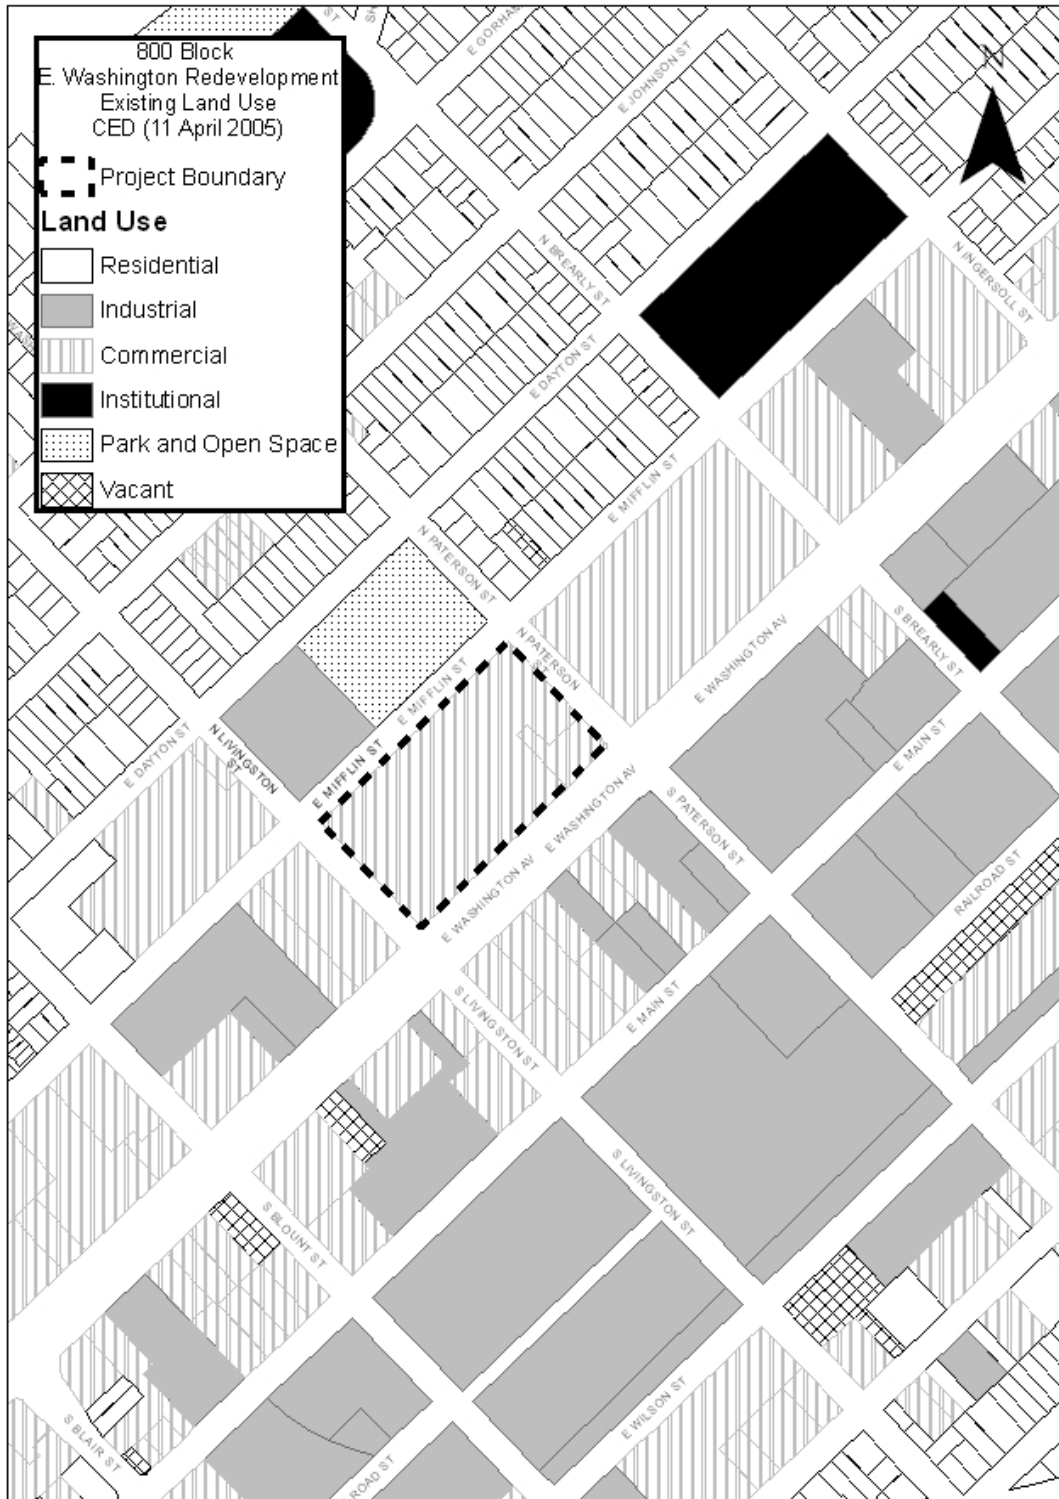 800 Block
E. Washington Redevelopment
Existing Land Use
CED (11 April 2005)
Project Boundary
Land Use
Residential
Industrial
Commercial
Institutional
Park and Open Space
Vacant
N
ST
E JOHNSON ST
N BREARLY ST
N INGERSOLL ST
E DAYTON ST
E MIFFLIN ST
N PATERSON ST
N PATERSON
ST
E MIFFLIN ST
E WASHINGTON AV
S BREARLY ST
E DAYTON ST
N LIVINGSTON
ST
E MIFFLIN ST
E MAIN ST
E WASHINGTON AV
S PATERSON ST
E WASHINGTON AV
RAILROAD ST
S LIVINGSTON ST
E MAIN ST
S LIVINGSTON ST
S BLOUNT ST
E WILSON ST
S BLAIR ST
ROAD ST